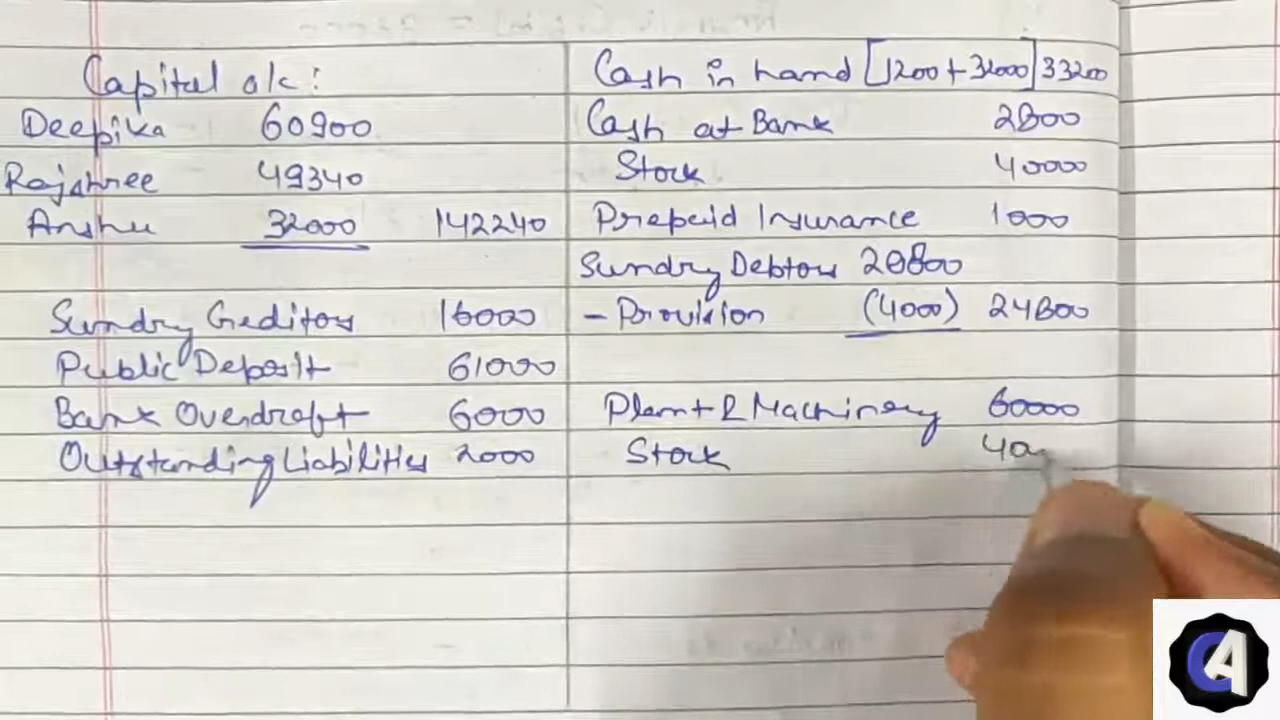 Capital a/c:
Deepika 60900
Rajshree 49340
Anshu 32000 142240
Sundry Creditors 16000
Public Deposit 61000
Bank Overdraft 6000
Outstanding Liabilities 2000
Cash in hand [1200+32000] 33200
Cash at Bank 2800
Stock 40000
Prepaid Insurance 1000
Sundry Debtors 28800
- Provision (4000) 24800
Plant & Machinery 60000
Stock 40
CA